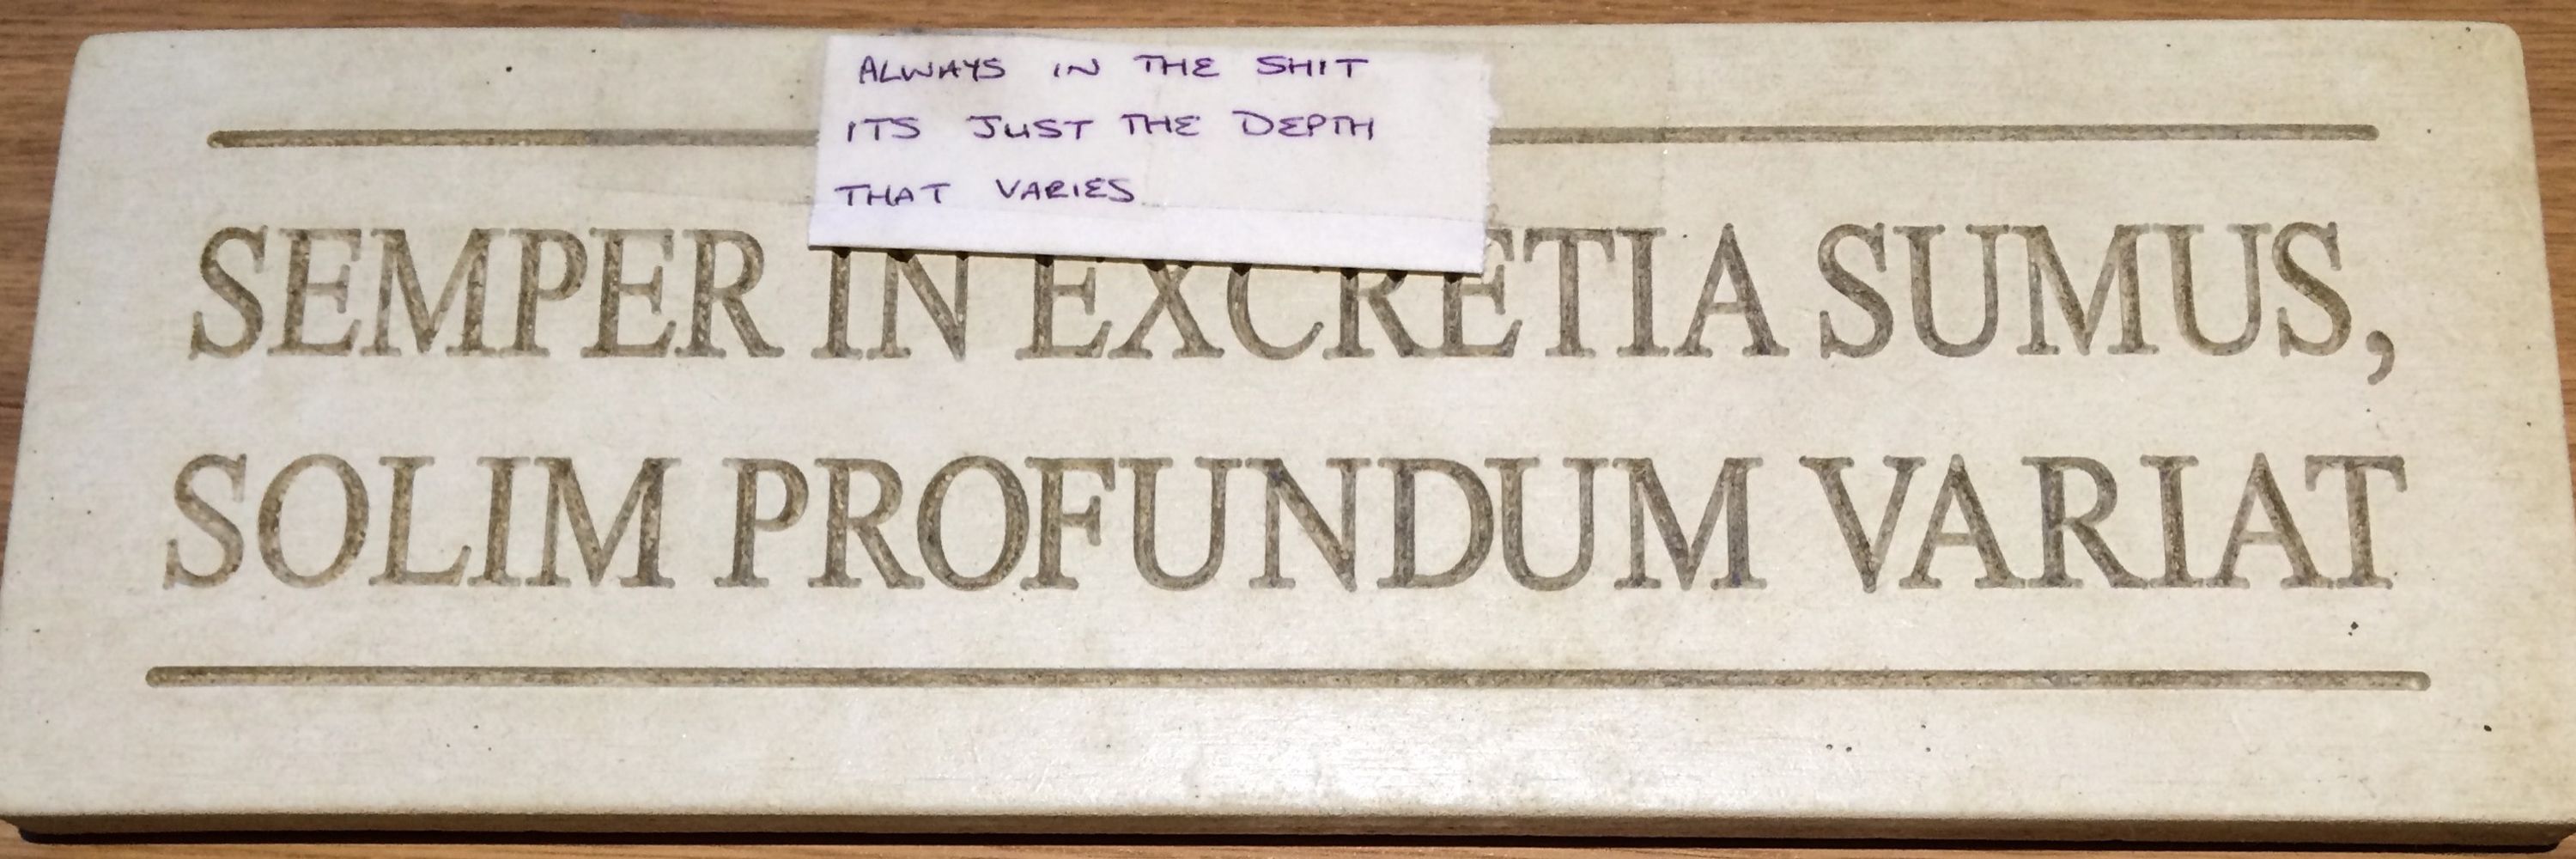 ALWAYS IN THE SHIT
ITS JUST THE DEPTH
THAT VARIES
SEMPER IN EXCRETIA SUMUS,
SOLIM PROFUNDUM VARIAT